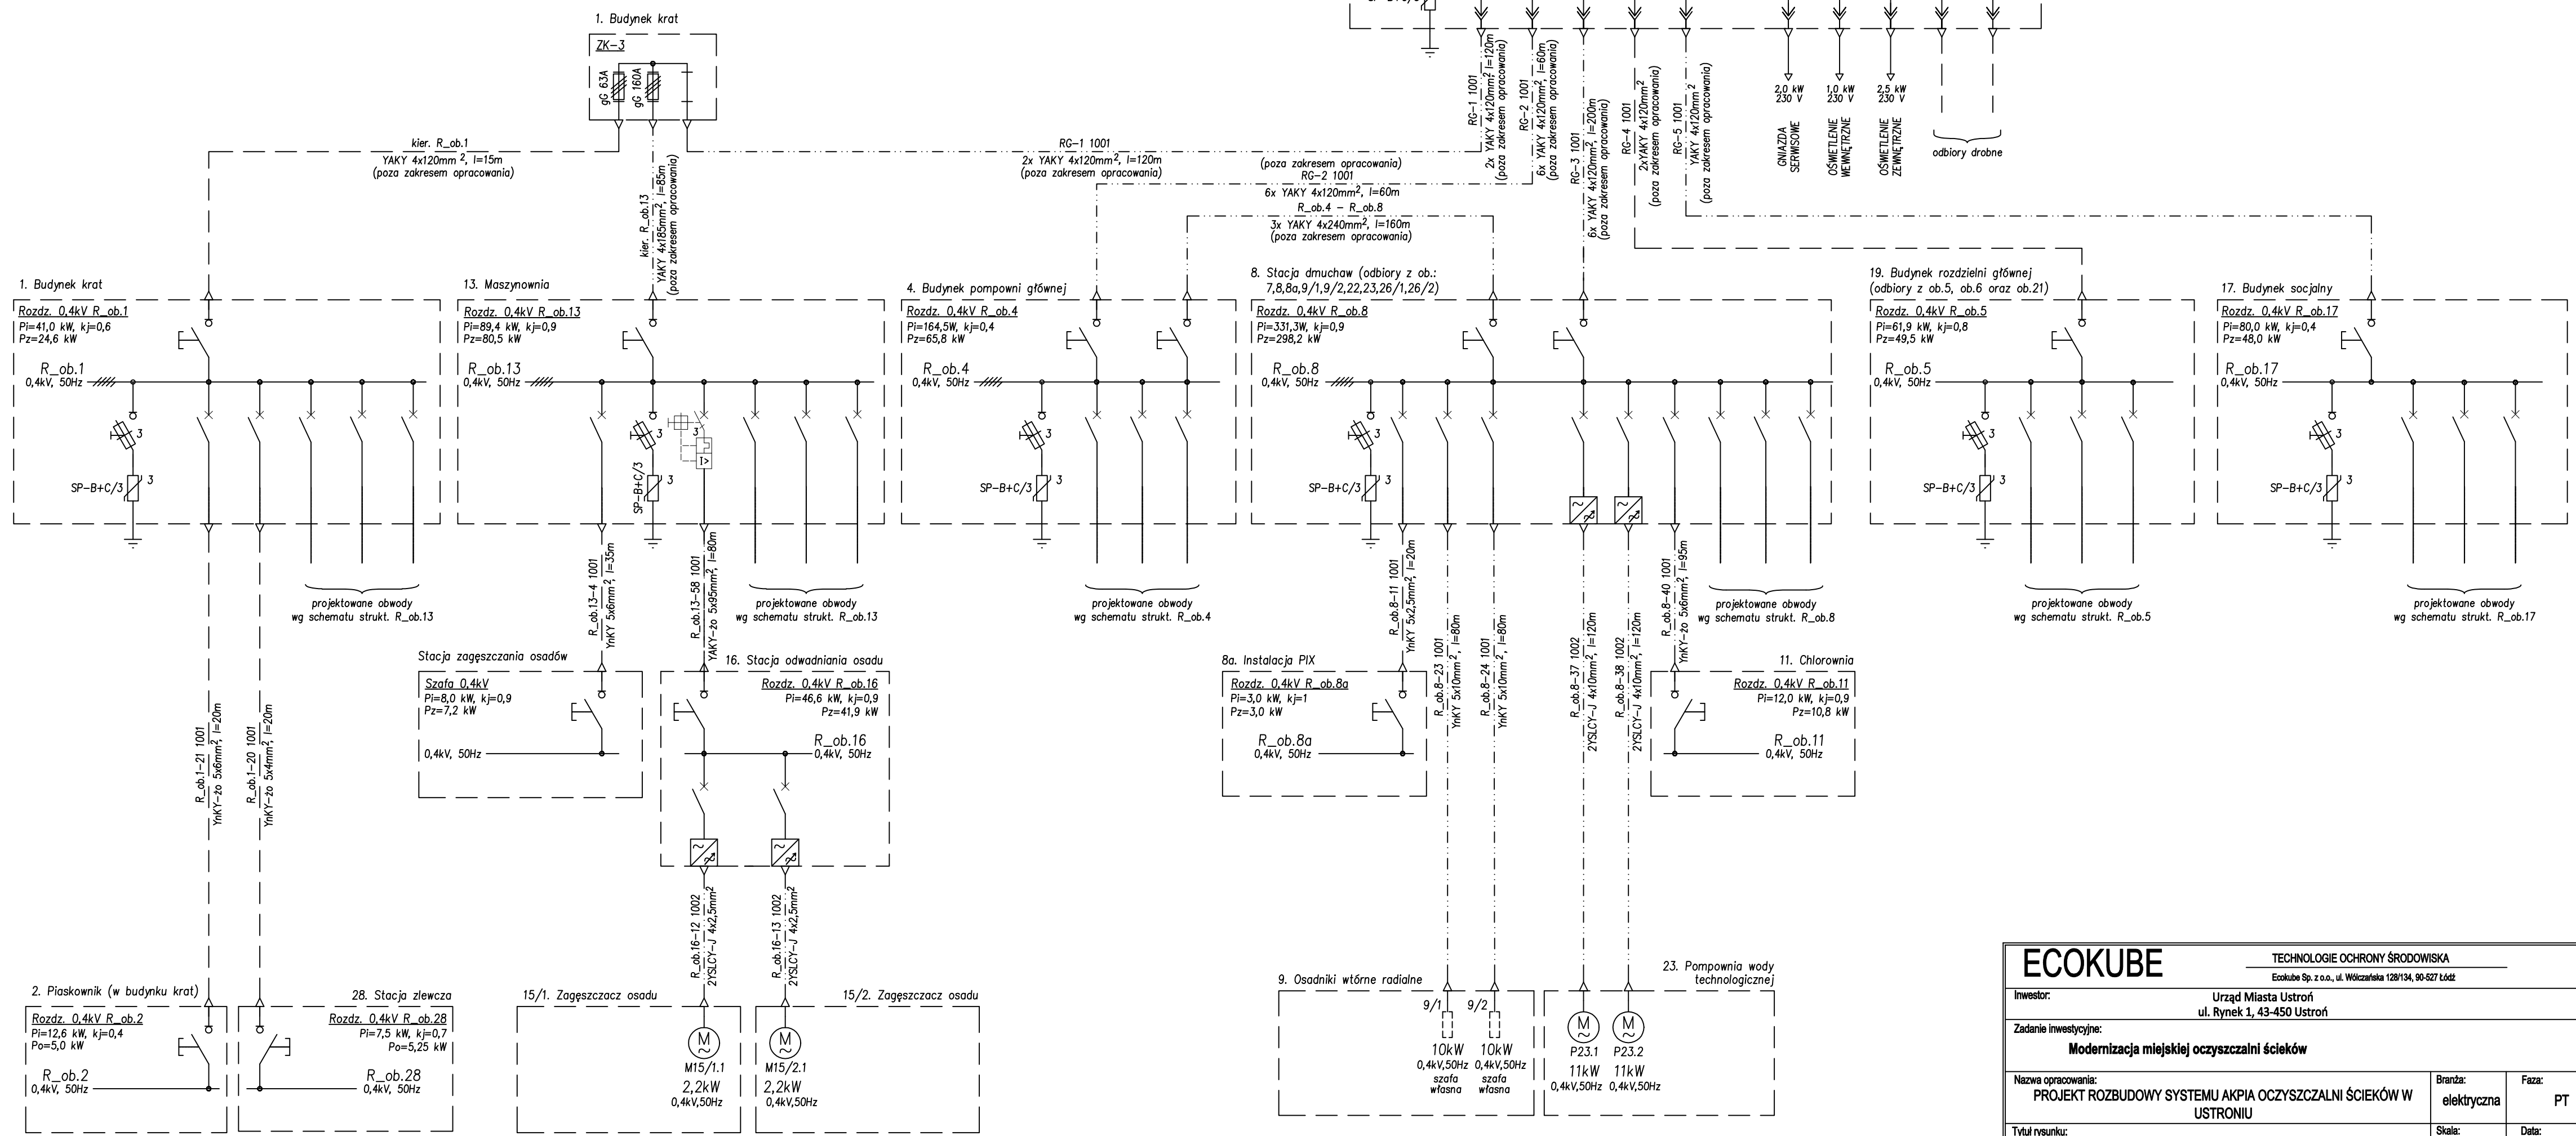 1. Budynek krat
ZK-3
gG 63A
gG 160A
kier. R_ob.1
YAKY 4x120mm², l=15m
(poza zakresem opracowania)
kier. R_ob.13
YAKY 4x185mm², l=85m
(poza zakresem opracowania)
RG-1 1001
2x YAKY 4x120mm², l=120m
(poza zakresem opracowania)
(poza zakresem opracowania)
RG-2 1001
6x YAKY 4x120mm², l=60m
R_ob.4 - R_ob.8
3x YAKY 4x240mm², l=160m
(poza zakresem opracowania)
RG-1 1001
2x YAKY 4x120mm² l=120m
(poza zakresem opracowania)
RG-2 1001
6x YAKY 4x120mm², l=60m
(poza zakresem opracowania)
RG-3 1001
6x YAKY 4x120mm², l=200m
(poza zakresem opracowania)
RG-4 1001
2xYAKY 4x120mm²
(poza zakresem opracowania)
RG-5 1001
YAKY 4x120mm²
(poza zakresem opracowania)
2,0 kW
230 V
GNIAZDA
SERWISOWE
1,0 kW
230 V
OŚWIETLENIE
WEWNĘTRZNE
2,5 kW
230 V
OŚWIETLENIE
ZEWNĘTRZNE
odbiory drobne
1. Budynek krat
Rozdz. 0,4kV R_ob.1
Pi=41,0 kW, kj=0,6
Pz=24,6 kW
R_ob.1
0,4kV, 50Hz
3
SP-B+C/3
3
projektowane obwody
wg schematu strukt. R_ob.13
13. Maszynownia
Rozdz. 0,4kV R_ob.13
Pi=89,4 kW, kj=0,9
Pz=80,5 kW
R_ob.13
0,4kV, 50Hz
3
3
I>
SP-B+C/3
3
projektowane obwody
wg schematu strukt. R_ob.13
4. Budynek pompowni głównej
Rozdz. 0,4kV R_ob.4
Pi=164,5W, kj=0,4
Pz=65,8 kW
R_ob.4
0,4kV, 50Hz
3
SP-B+C/3
3
projektowane obwody
wg schematu strukt. R_ob.4
8. Stacja dmuchaw (odbiory z ob.:
7,8,8a,9/1,9/2,22,23,26/1,26/2)
Rozdz. 0,4kV R_ob.8
Pi=331,3W, kj=0,9
Pz=298,2 kW
R_ob.8
0,4kV, 50Hz
3
SP-B+C/3
3
projektowane obwody
wg schematu strukt. R_ob.8
19. Budynek rozdzielni głównej
(odbiory z ob.5, ob.6 oraz ob.21)
Rozdz. 0,4kV R_ob.5
Pi=61,9 kW, kj=0,8
Pz=49,5 kW
R_ob.5
0,4kV, 50Hz
3
SP-B+C/3
3
projektowane obwody
wg schematu strukt. R_ob.5
17. Budynek socjalny
Rozdz. 0,4kV R_ob.17
Pi=80,0 kW, kj=0,4
Pz=48,0 kW
R_ob.17
0,4kV, 50Hz
3
SP-B+C/3
3
projektowane obwody
wg schematu strukt. R_ob.17
R_ob.1-21 1001
YnKY-żo 5x6mm², l=20m
R_ob.1-20 1001
YnKY-żo 5x4mm², l=20m
R_ob.13-4 1001
YnKY 5x6mm², l=35m
R_ob.13-58 1001
YAKY-żo 5x95mm², l=80m
R_ob.8-11 1001
YnKY 5x2,5mm², l=20m
R_ob.8-23 1001
YnKY 5x10mm², l=80m
R_ob.8-24 1001
YnKY 5x10mm², l=80m
R_ob.8-37 1002
2YSLCY-J 4x10mm², l=120m
R_ob.8-38 1002
2YSLCY-J 4x10mm², l=120m
R_ob.8-40 1001
YnKY-żo 5x6mm², l=95m
Stacja zagęszczania osadów
Szafa 0,4kV
Pi=8,0 kW, kj=0,9
Pz=7,2 kW
0,4kV, 50Hz
16. Stacja odwadniania osadu
Rozdz. 0,4kV R_ob.16
Pi=46,6 kW, kj=0,9
Pz=41,9 kW
R_ob.16
0,4kV, 50Hz
8a. Instalacja PIX
Rozdz. 0,4kV R_ob.8a
Pi=3,0 kW, kj=1
Pz=3,0 kW
R_ob.8a
0,4kV, 50Hz
11. Chlorownia
Rozdz. 0,4kV R_ob.11
Pi=12,0 kW, kj=0,9
Pz=10,8 kW
R_ob.11
0,4kV, 50Hz
R_ob.16-12 1002
2YSLCY-J 4x2,5mm²
R_ob.16-13 1002
2YSLCY-J 4x2,5mm²
2. Piaskownik (w budynku krat)
Rozdz. 0,4kV R_ob.2
Pi=12,6 kW, kj=0,4
Po=5,0 kW
R_ob.2
0,4kV, 50Hz
28. Stacja zlewcza
Rozdz. 0,4kV R_ob.28
Pi=7,5 kW, kj=0,7
Po=5,25 kW
R_ob.28
0,4kV, 50Hz
15/1. Zagęszczacz osadu
M
M15/1.1
2,2kW
0,4kV,50Hz
15/2. Zagęszczacz osadu
M
M15/2.1
2,2kW
0,4kV,50Hz
9. Osadniki wtórne radialne
9/1
10kW
0,4kV,50Hz
szafa
własna
9/2
10kW
0,4kV,50Hz
szafa
własna
23. Pompownia wody
technologicznej
M
P23.1
11kW
0,4kV,50Hz
M
P23.2
11kW
0,4kV,50Hz
ECOKUBE
TECHNOLOGIE OCHRONY ŚRODOWISKA
Ecokube Sp. z o.o., ul. Wólczańska 128/134, 90-527 Łódź
Inwestor:
Urząd Miasta Ustroń
ul. Rynek 1, 43-450 Ustroń
Zadanie inwestycyjne:
Modernizacja miejskiej oczyszczalni ścieków
Nazwa opracowania:
PROJEKT ROZBUDOWY SYSTEMU AKPIA OCZYSZCZALNI ŚCIEKÓW W
USTRONIU
Branża:
elektryczna
Faza:
PT
Tytuł rysunku:
Skala:
Data: